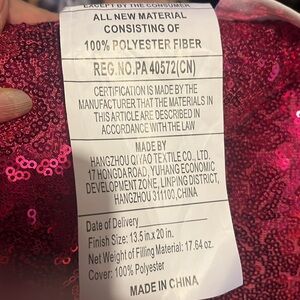 EXCEPT BY THE CONSUMER
ALL NEW MATERIAL
CONSISTING OF
100% POLYESTER FIBER
REG.NO.PA 40572(CN)
CERTIFICATION IS MADE BY THE
MANUFACTURER THAT THE MATERIALS IN
THIS ARTICLE ARE DESCRIBED IN
ACCORDANCE WITH THE LAW
MADE BY
HANGZHOU QIYAO TEXTILE CO., LTD.
17 HONGDA ROAD, YUHANG ECONOMIC
DEVELOPMENT ZONE, LINPING DISTRICT,
HANGZHOU 311100, CHINA
Date of Delivery
Finish Size: 13.5 in.x 20 in.
Net Weight of Filling Material: 17.64 oz.
Cover: 100% Polyester
MADE IN CHINA